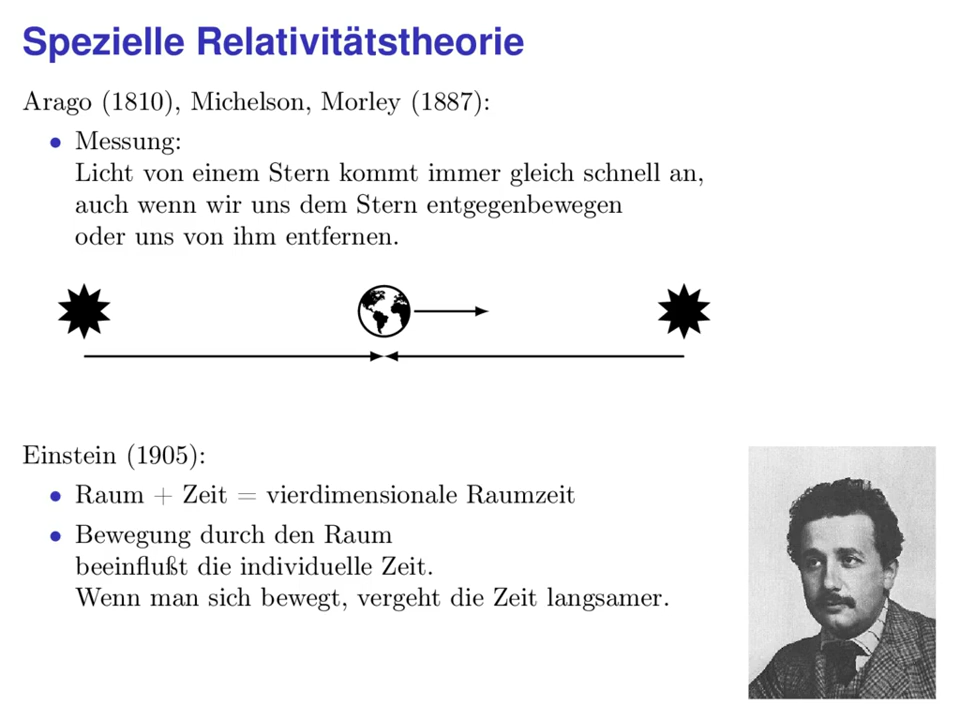 Spezielle Relativitätstheorie
Arago (1810), Michelson, Morley (1887):
• Messung:
Licht von einem Stern kommt immer gleich schnell an,
auch wenn wir uns dem Stern entgegenbewegen
oder uns von ihm entfernen.
Einstein (1905):
• Raum + Zeit = vierdimensionale Raumzeit
• Bewegung durch den Raum
beeinflußt die individuelle Zeit.
Wenn man sich bewegt, vergeht die Zeit langsamer.